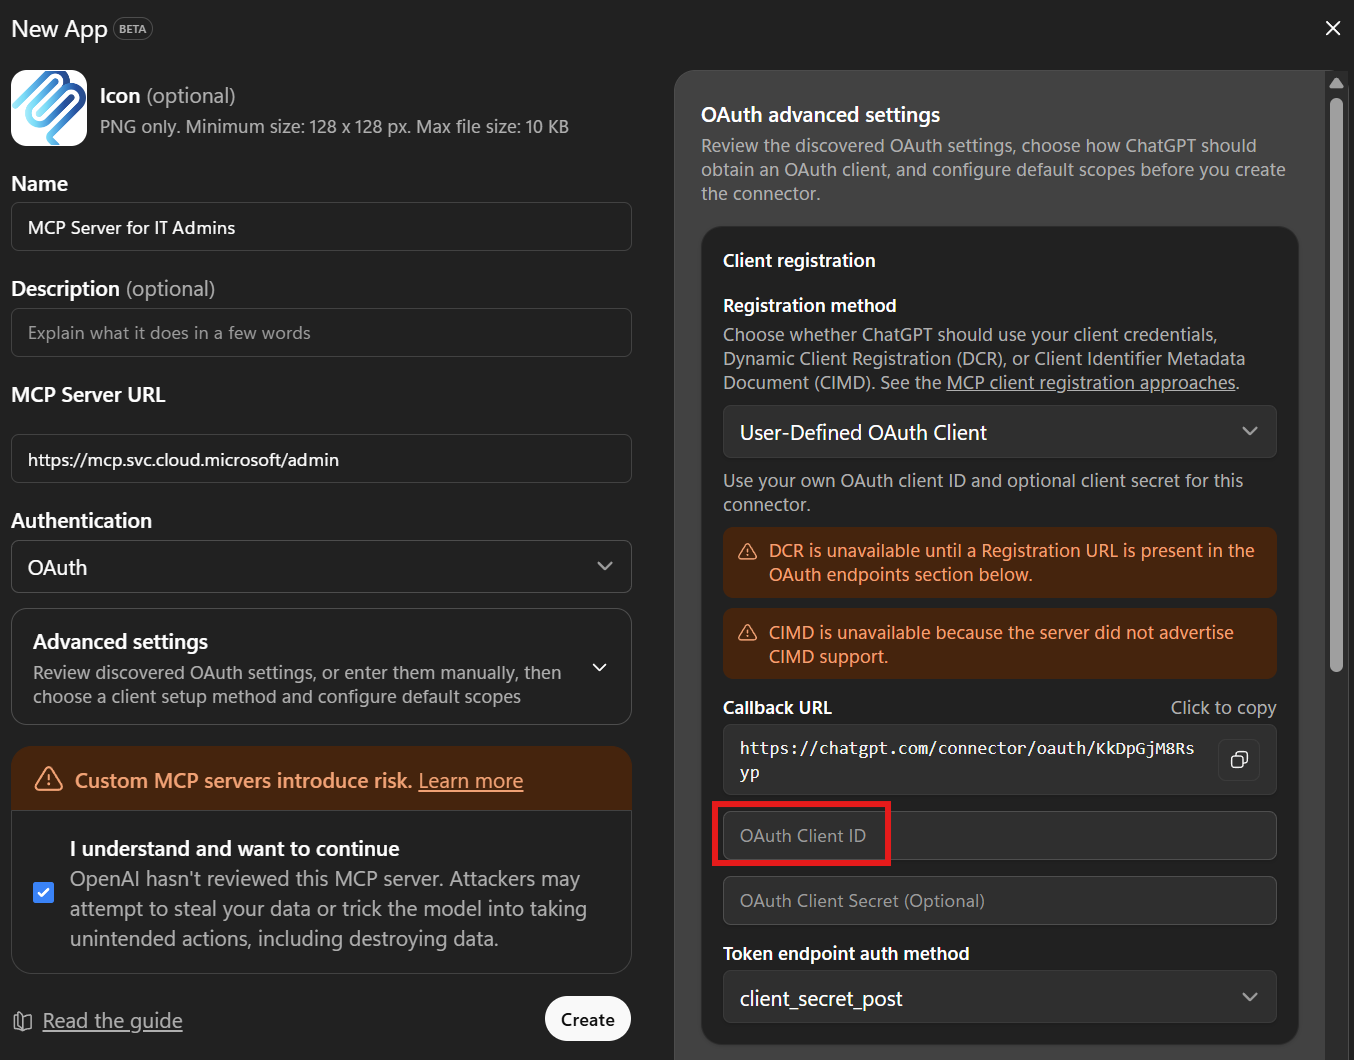 New App BETA
Icon (optional)
PNG only. Minimum size: 128 x 128 px. Max file size: 10 KB
Name
MCP Server for IT Admins
Description (optional)
Explain what it does in a few words
MCP Server URL
https://mcp.svc.cloud.microsoft/admin
Authentication
OAuth
Advanced settings
Review discovered OAuth settings, or enter them manually, then
choose a client setup method and configure default scopes
Custom MCP servers introduce risk. Learn more
I understand and want to continue
OpenAI hasn't reviewed this MCP server. Attackers may
attempt to steal your data or trick the model into taking
unintended actions, including destroying data.
Read the guide
Create
OAuth advanced settings
Review the discovered OAuth settings, choose how ChatGPT should
obtain an OAuth client, and configure default scopes before you create
the connector.
Client registration
Registration method
Choose whether ChatGPT should use your client credentials,
Dynamic Client Registration (DCR), or Client Identifier Metadata
Document (CIMD). See the MCP client registration approaches.
User-Defined OAuth Client
Use your own OAuth client ID and optional client secret for this
connector.
DCR is unavailable until a Registration URL is present in the
OAuth endpoints section below.
CIMD is unavailable because the server did not advertise
CIMD support.
Callback URL
Click to copy
https://chatgpt.com/connector/oauth/KkDpGjM8Rs
yp
OAuth Client ID
OAuth Client Secret (Optional)
Token endpoint auth method
client_secret_post